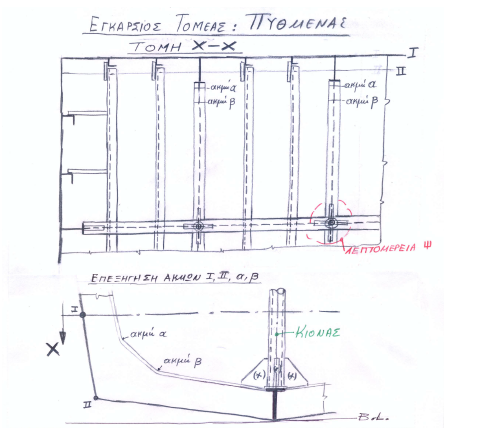 ΕΓΚΑΡΣΙΟΣ ΤΟΜΕΑΣ: ΠΥΘΜΕΝΑΣ
ΤΟΜΗ X-X
I
II
ακμή α
ακμή β
ακμή α
ακμή β
ΛΕΠΤΟΜΕΡΕΙΑ Ψ
ΕΠΕΞΗΓΗΣΗ ΑΚΜΩΝ I, II, α, β
I
X
ακμή α
ακμή β
ΚΙΟΝΑΣ
(x) (x)
II
B.L.